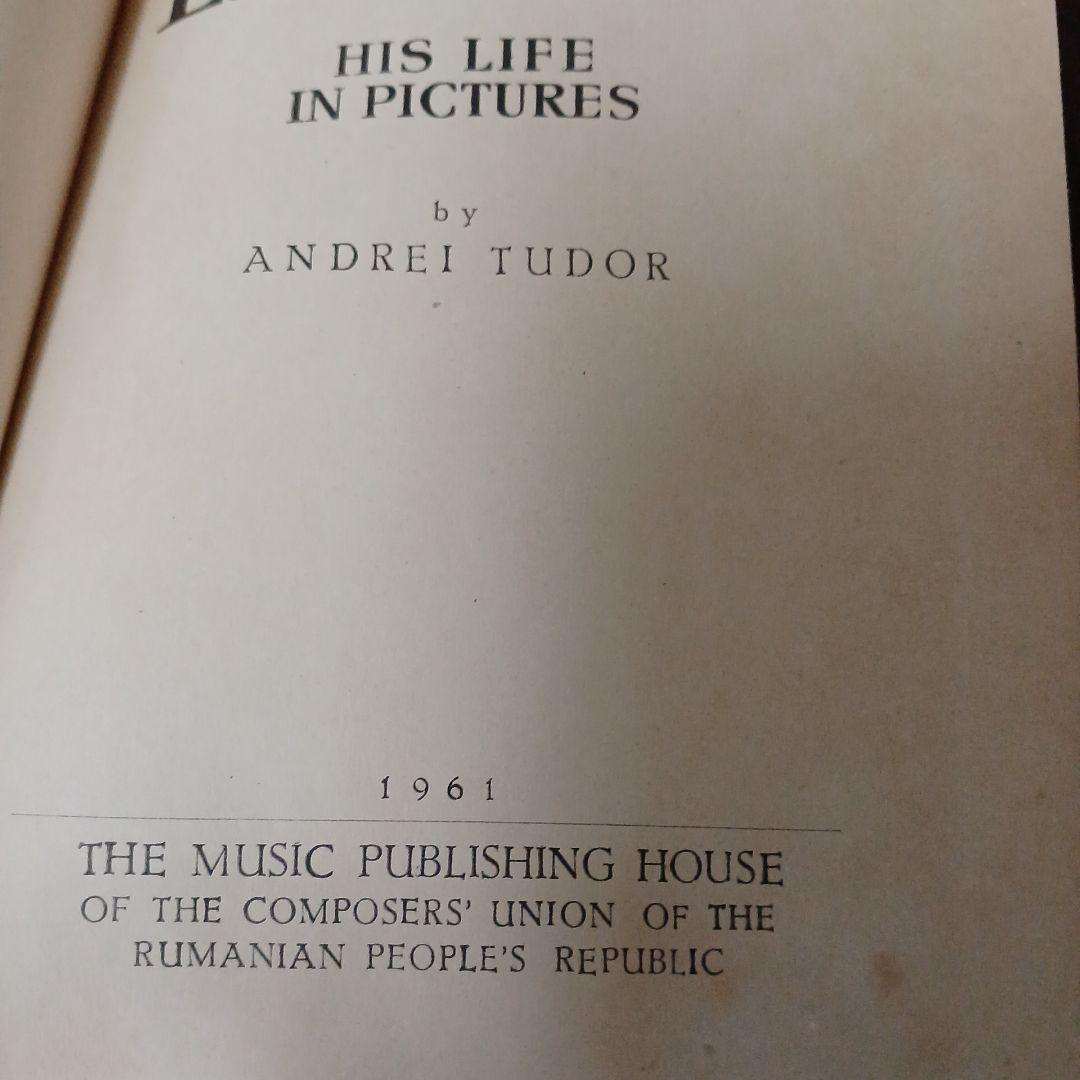 HIS LIFE
IN PICTURES
by
ANDREI TUDOR
1961
THE MUSIC PUBLISHING HOUSE
OF THE COMPOSERS' UNION OF THE
RUMANIAN PEOPLE'S REPUBLIC